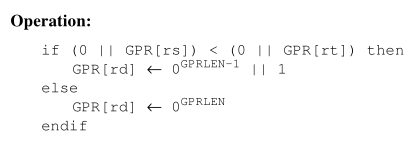 Operation:
if (0 || GPR[rs]) < (0 || GPR[rt]) then
GPR[rd] ← 0^GPRLEN-1 || 1
else
GPR[rd] ← 0^GPRLEN
endif